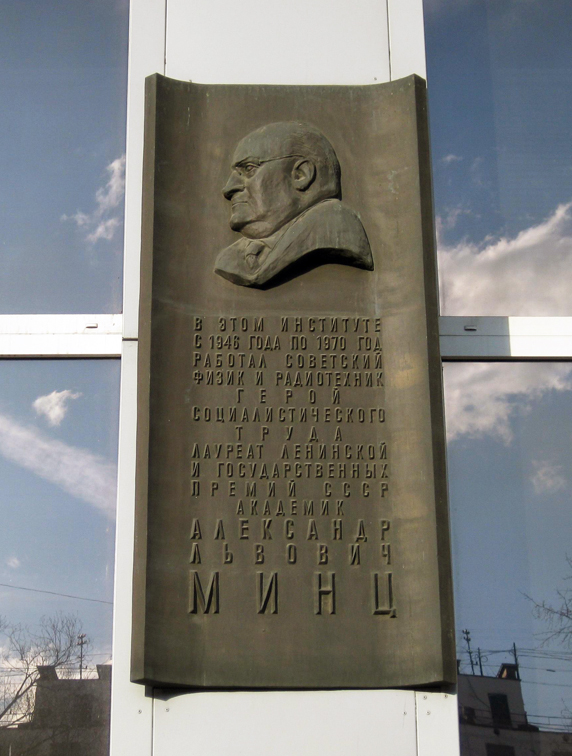 В ЭТОМ ИНСТИТУТЕ
С 1946 ГОДА ПО 1970 ГОД
РАБОТАЛ СОВЕТСКИЙ
ФИЗИК И РАДИОТЕХНИК
ГЕРОЙ
СОЦИАЛИСТИЧЕСКОГО
ТРУДА
ЛАУРЕАТ ЛЕНИНСКОЙ
И ГОСУДАРСТВЕННЫХ
ПРЕМИЙ СССР
АКАДЕМИК
АЛЕКСАНДР
ЛЬВОВИЧ
МИНЦ